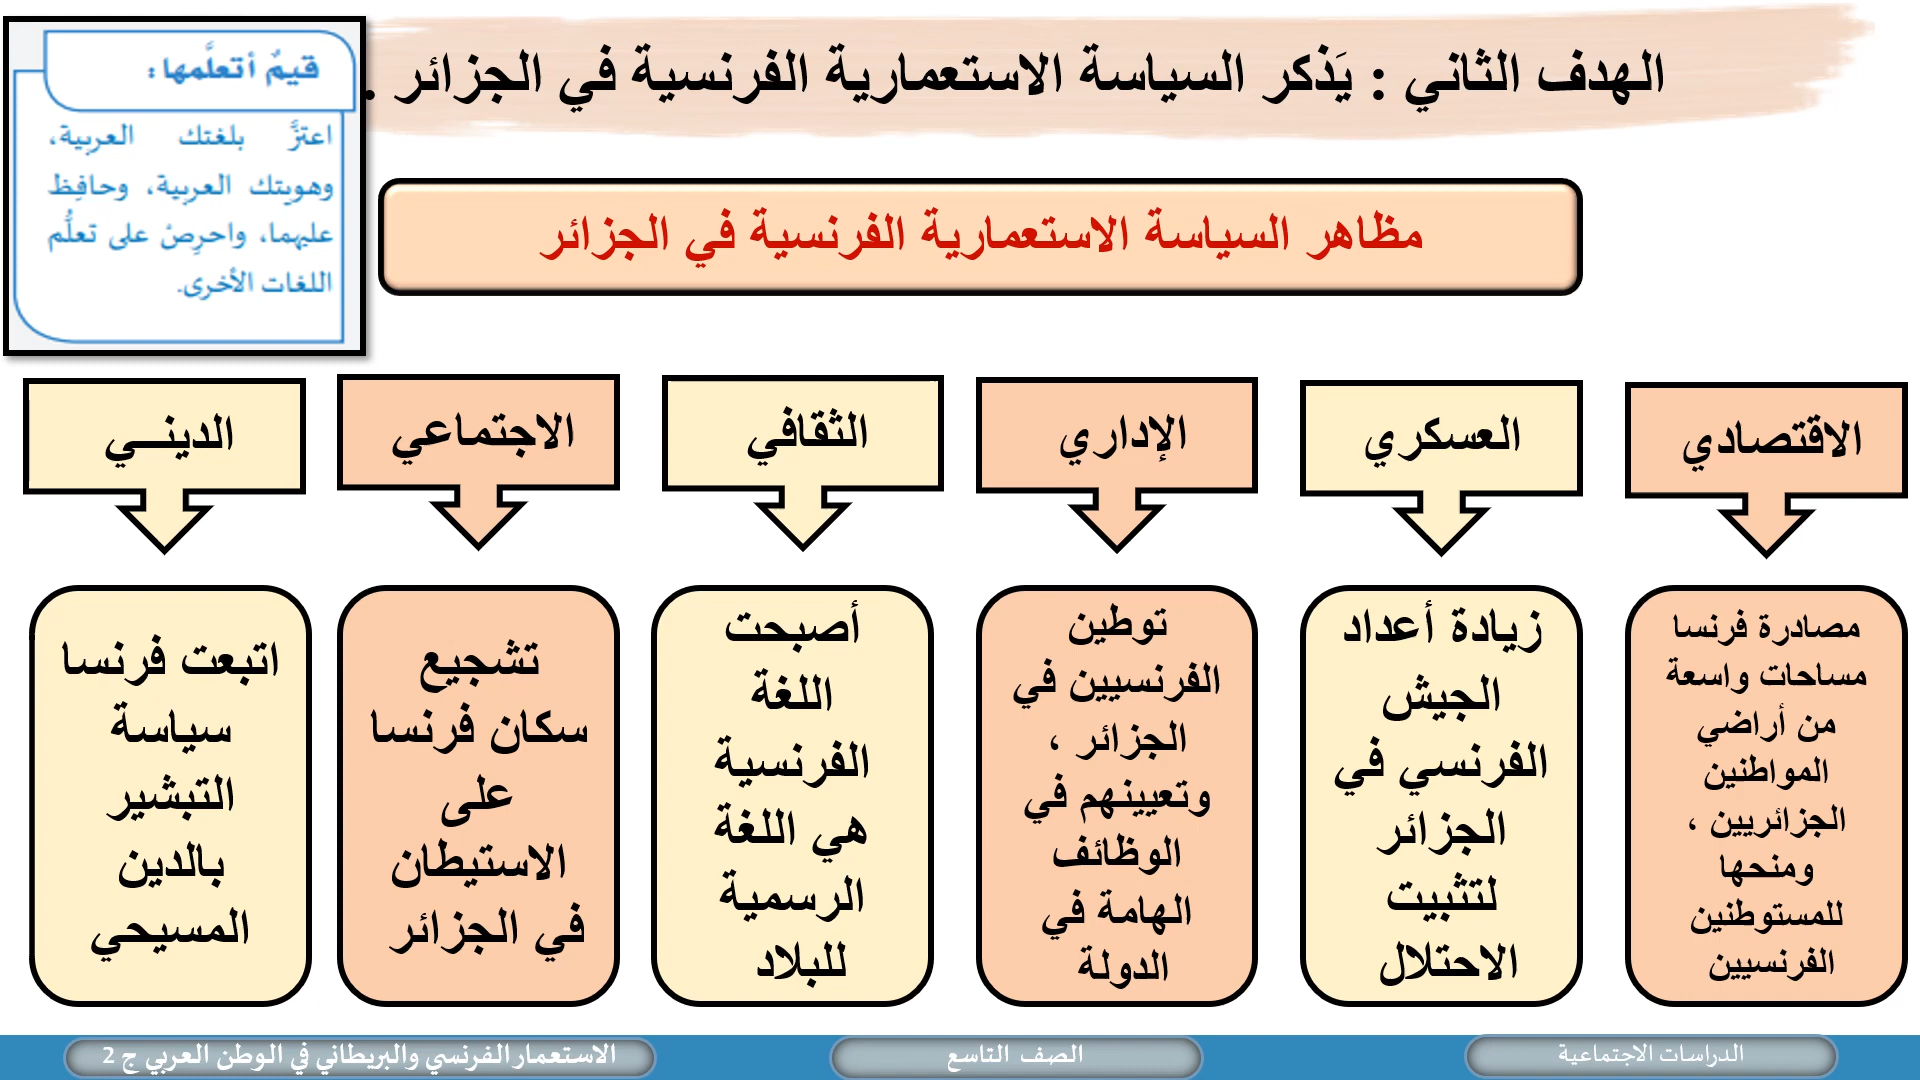 الهدف الثاني : يَذكر السياسة الاستعمارية الفرنسية في الجزائر .
قيمٌ أتعلَّمها :
اعتزَّ بلغتك العربية،
وهويتك العربية، وحافِظ
عليهما، واحرِصْ على تعلُّم
اللغات الأخرى.
مظاهر السياسة الاستعمارية الفرنسية في الجزائر
الاقتصادي
مصادرة فرنسا
مساحات واسعة
من أراضي
المواطنين
الجزائريين ،
ومنحها
للمستوطنين
الفرنسيين
العسكري
زيادة أعداد
الجيش
الفرنسي في
الجزائر
لتثبيت
الاحتلال
الإداري
توطين
الفرنسيين في
الجزائر ،
وتعيينهم في
الوظائف
الهامة في
الدولة
الثقافي
أصبحت
اللغة
الفرنسية
هي اللغة
الرسمية
للبلاد
الاجتماعي
تشجيع
سكان فرنسا
على
الاستيطان
في الجزائر
الدينـــي
اتبعت فرنسا
سياسة
التبشير
بالدين
المسيحي
الدراسات الاجتماعية
الصف التاسع
الاستعمار الفرنسي والبريطاني في الوطن العربي ج 2